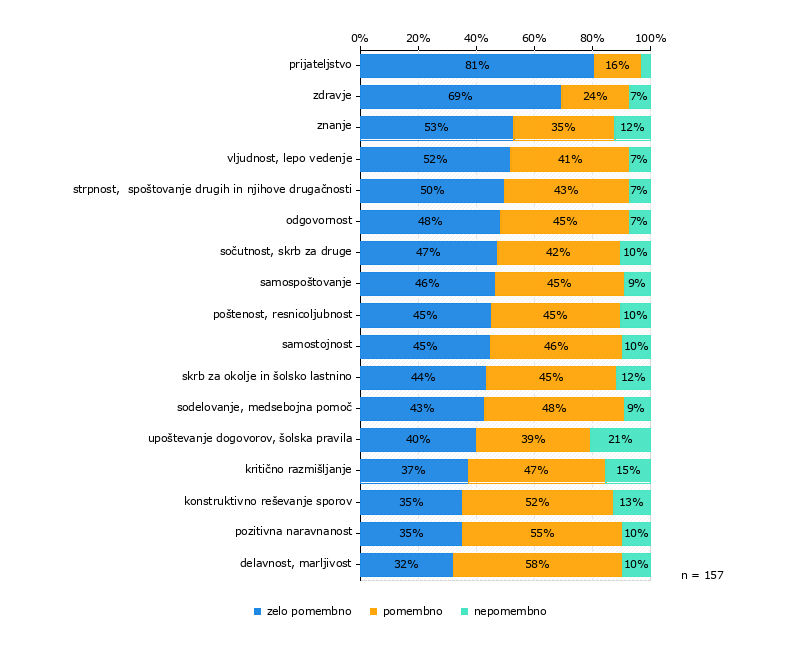 0% 20% 40% 60% 80% 100%
prijateljstvo 81% 16%
zdravje 69% 24% 7%
znanje 53% 35% 12%
vljudnost, lepo vedenje 52% 41% 7%
strpnost, spoštovanje drugih in njihove drugačnosti 50% 43% 7%
odgovornost 48% 45% 7%
sočutnost, skrb za druge 47% 42% 10%
samospoštovanje 46% 45% 9%
poštenost, resnicoljubnost 45% 45% 10%
samostojnost 45% 46% 10%
skrb za okolje in šolsko lastnino 44% 45% 12%
sodelovanje, medsebojna pomoč 43% 48% 9%
upoštevanje dogovorov, šolska pravila 40% 39% 21%
kritično razmišljanje 37% 47% 15%
konstruktivno reševanje sporov 35% 52% 13%
pozitivna naravnanost 35% 55% 10%
delavnost, marljivost 32% 58% 10%
n = 157
zelo pomembno pomembno nepomembno